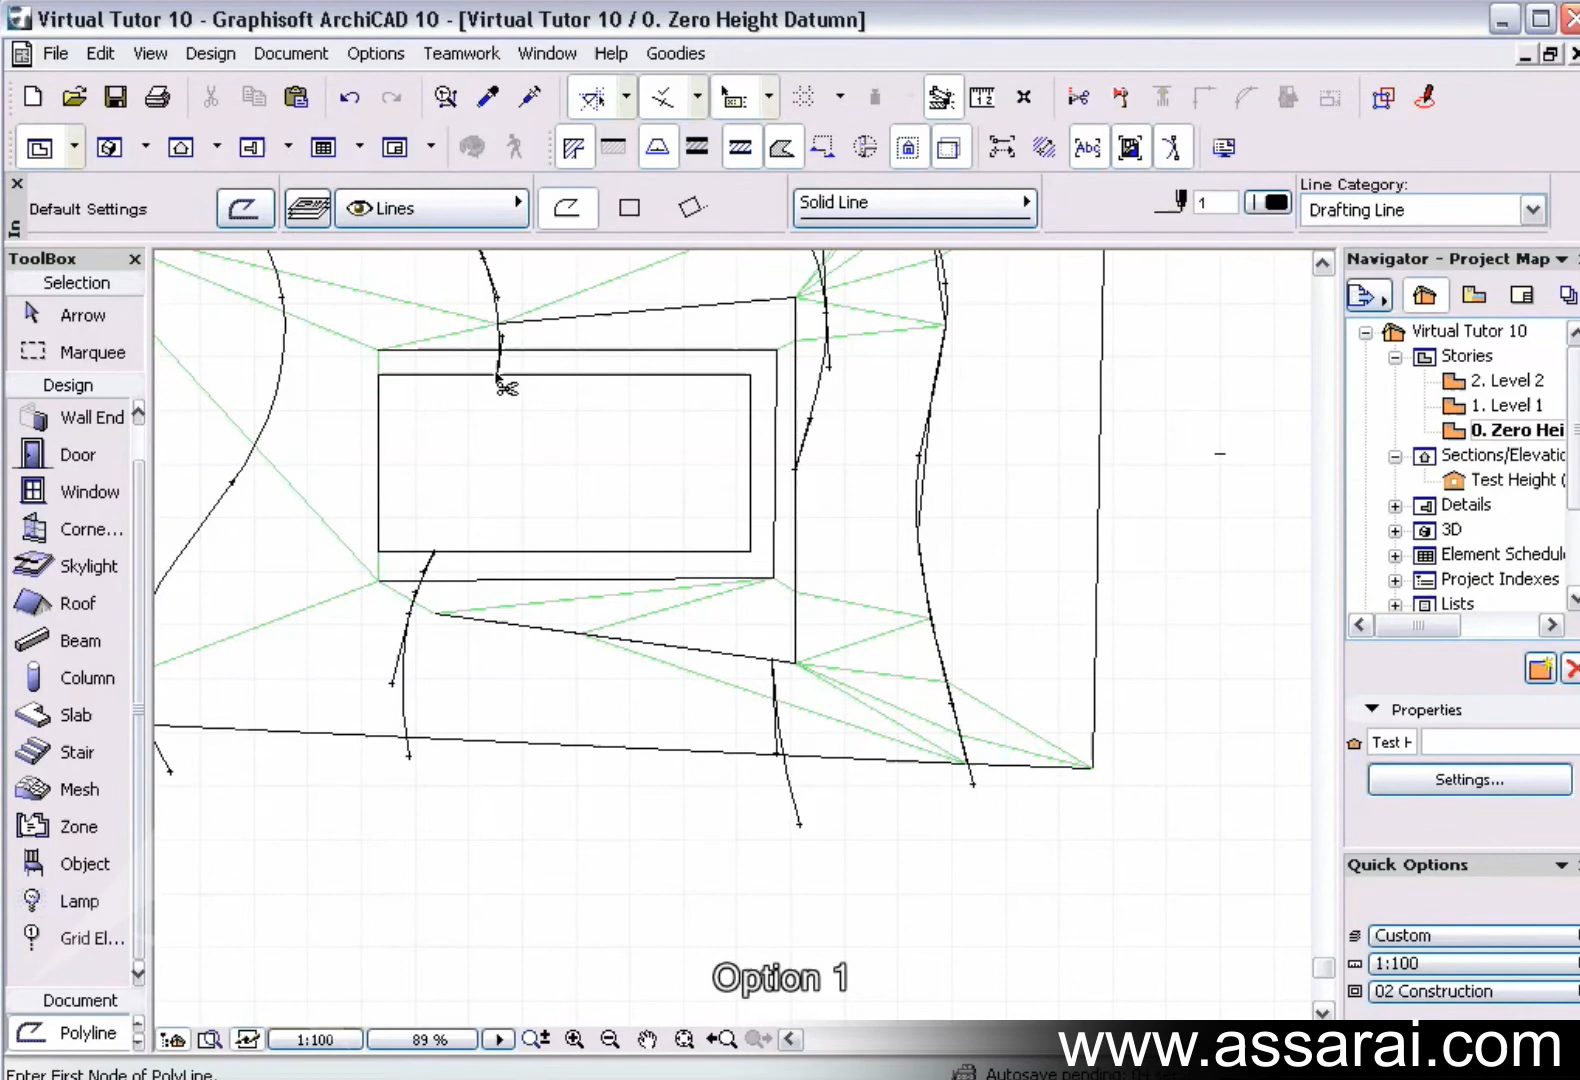 Virtual Tutor 10 - Graphisoft ArchiCAD 10 - [Virtual Tutor 10 / 0. Zero Height Datumn]
File Edit View Design Document Options Teamwork Window Help Goodies
Default Settings
Lines
Solid Line
1
Line Category:
Drafting Line
In
ToolBox
Selection
Arrow
Marquee
Design
Wall End
Door
Window
Corne...
Skylight
Roof
Beam
Column
Slab
Stair
Mesh
Zone
Object
Lamp
Grid El...
Document
Polyline
Navigator - Project Map
Virtual Tutor 10
Stories
2. Level 2
1. Level 1
0. Zero Hei
Sections/Elevatio
Test Height (
Details
3D
Element Schedul
Project Indexes
Lists
Properties
Test H
Settings...
Quick Options
Custom
1:100
02 Construction
Option 1
1:100
89 %
www.assarai.com
Enter First Node of PolyLine.
Autosave pending: